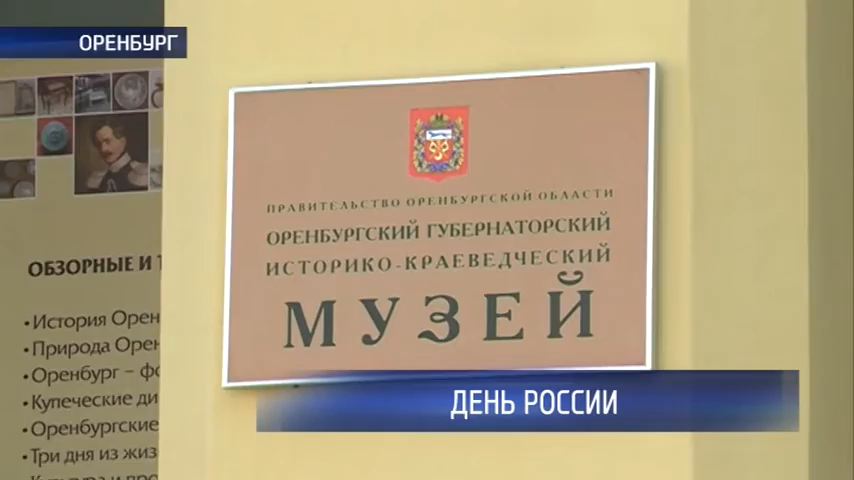 ОРЕНБУРГ
ПРАВИТЕЛЬСТВО ОРЕНБУРГСКОЙ ОБЛАСТИ
ОРЕНБУРГСКИЙ ГУБЕРНАТОРСКИЙ
ИСТОРИКО-КРАЕВЕДЧЕСКИЙ
МУЗЕЙ
ОБЗОРНЫЕ И
• История Орен
• Природа Орен
• Оренбург – фо
• Купеческие ди
• Оренбургские
• Три дня из жиз
ДЕНЬ РОССИИ